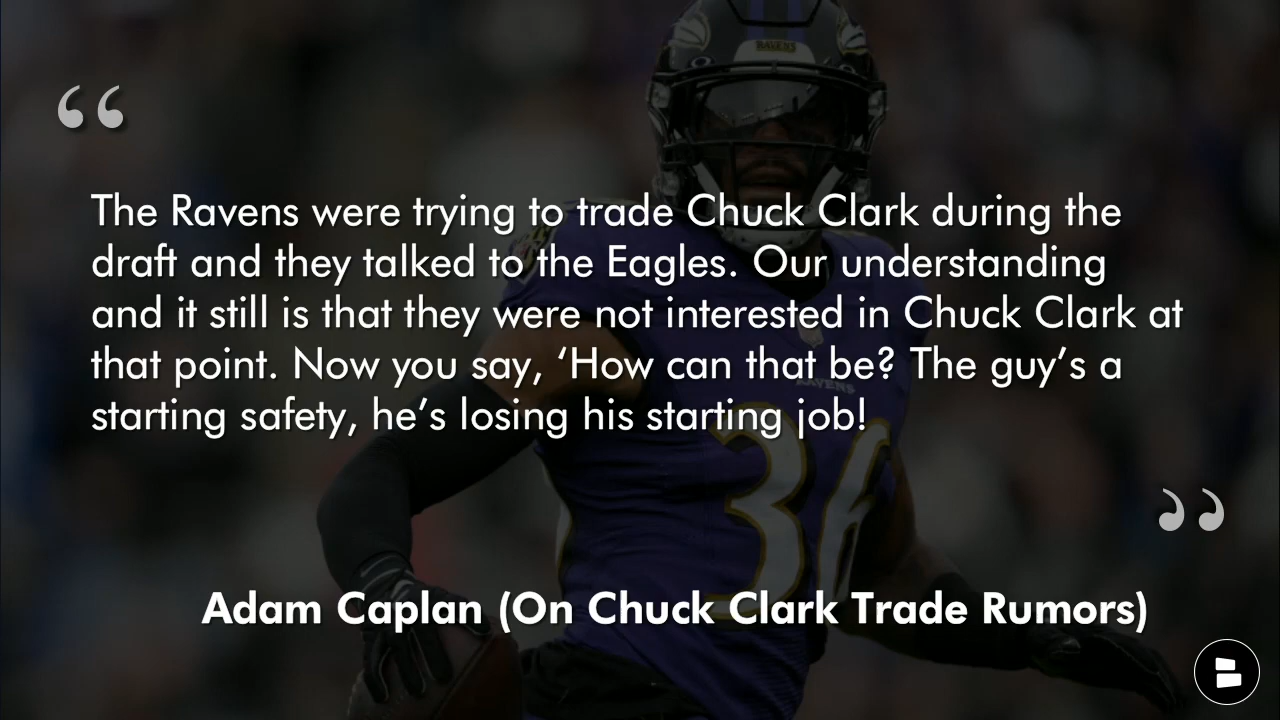 RAVENS
“
The Ravens were trying to trade Chuck Clark during the
draft and they talked to the Eagles. Our understanding
and it still is that they were not interested in Chuck Clark at
that point. Now you say, ‘How can that be? The guy’s a
RAVENS
starting safety, he’s losing his starting job!
36
”
Adam Caplan (On Chuck Clark Trade Rumors)